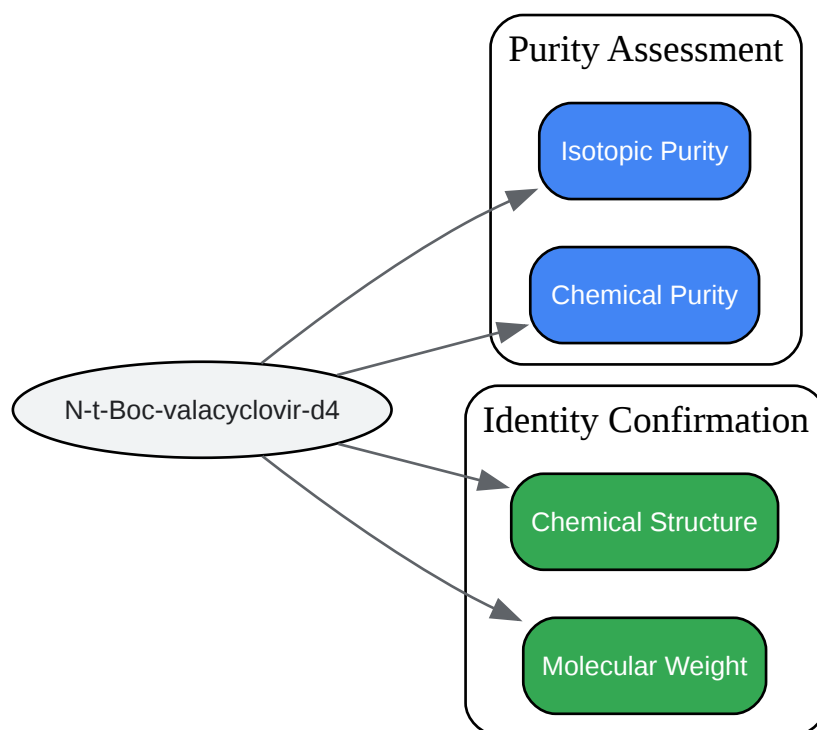 Purity Assessment
Isotopic Purity
Chemical Purity
N-t-Boc-valacyclovir-d4
Identity Confirmation
Chemical Structure
Molecular Weight